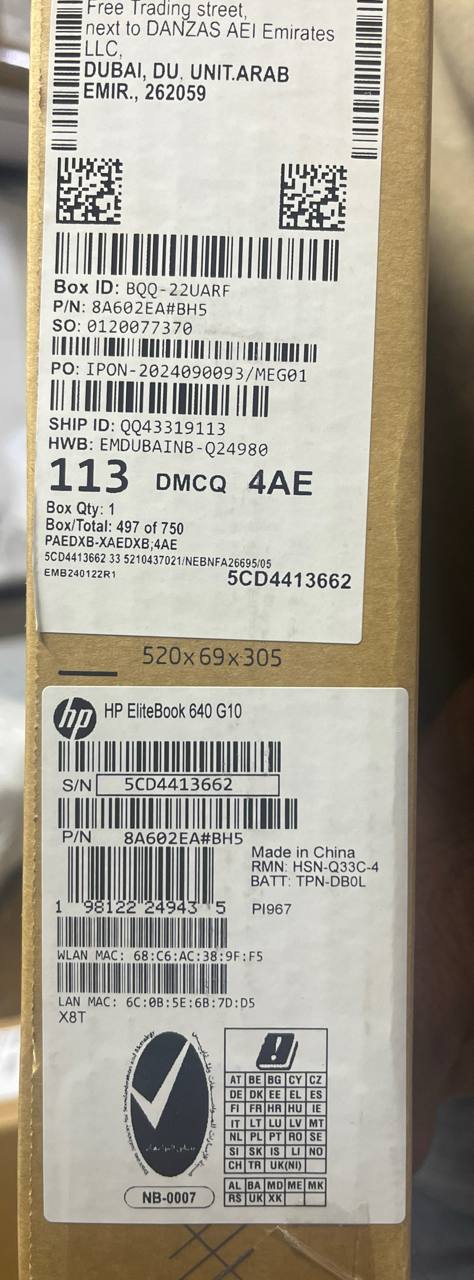 Free Trading street,
next to DANZAS AEI Emirates
LLC,
DUBAI, DU, UNIT.ARAB
EMIR., 262059
Box ID: BQQ-22UARF
P/N: 8A602EA#BH5
SO: 0120077370
PO: IPON-2024090093/MEG01
SHIP ID: QQ43319113
HWB: EMDUBAINB-Q24980
113 DMCQ 4AE
Box Qty: 1
Box/Total: 497 of 750
PAEDXB-XAEDXB;4AE
5CD4413662 33 5210437021/NEBNFA26695/05
EMB240122R1 5CD4413662
520x69x305
hp HP EliteBook 640 G10
S/N 5CD4413662
P/N 8A602EA#BH5
Made in China
RMN: HSN-Q33C-4
BATT: TPN-DB0L
1 98122 24943 5 PI967
WLAN MAC: 68:C6:AC:38:9F:F5
LAN MAC: 6C:0B:5E:6B:7D:D5
X8T
AT BE BG CY CZ
DE DK EE EL ES
FI FR HR HU IE
IT LT LU LV MT
NL PL PT RO SE
SI SK IS LI NO
CH TR UK(NI)
AL BA MD ME MK
RS UK XK
NB-0007